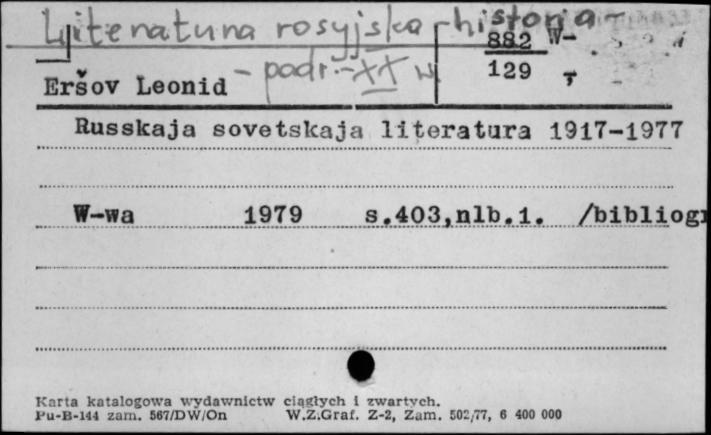 Literatura rosyjska - historia -
882 W-
- podr. - XX w
129
Eršov Leonid
Russkaja sovetskaja literatura 1917-1977
W-wa 1979 s.403,nlb.1. /bibliogr
Karta katalogowa wydawnictw ciągłych i zwartych.
Pu-B-144 zam. 567/DW/On W.Z.Graf. Z-2, Zam. 502/77, 6 400 000